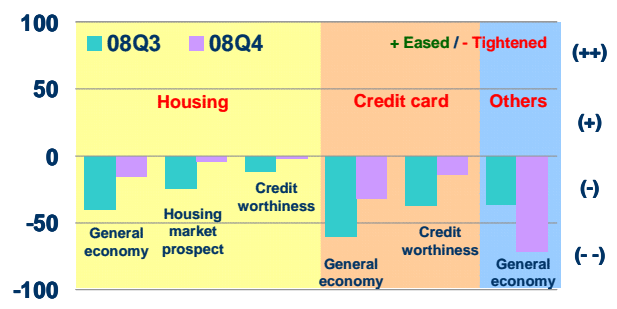 100
08Q3 08Q4 + Eased / - Tightened (++)
50
Housing Credit card Others
(+)
0
Credit
worthiness
(-)
Housing
market
prospect
-50
General
economy
Credit
worthiness
General
economy
General
economy
(- -)
-100